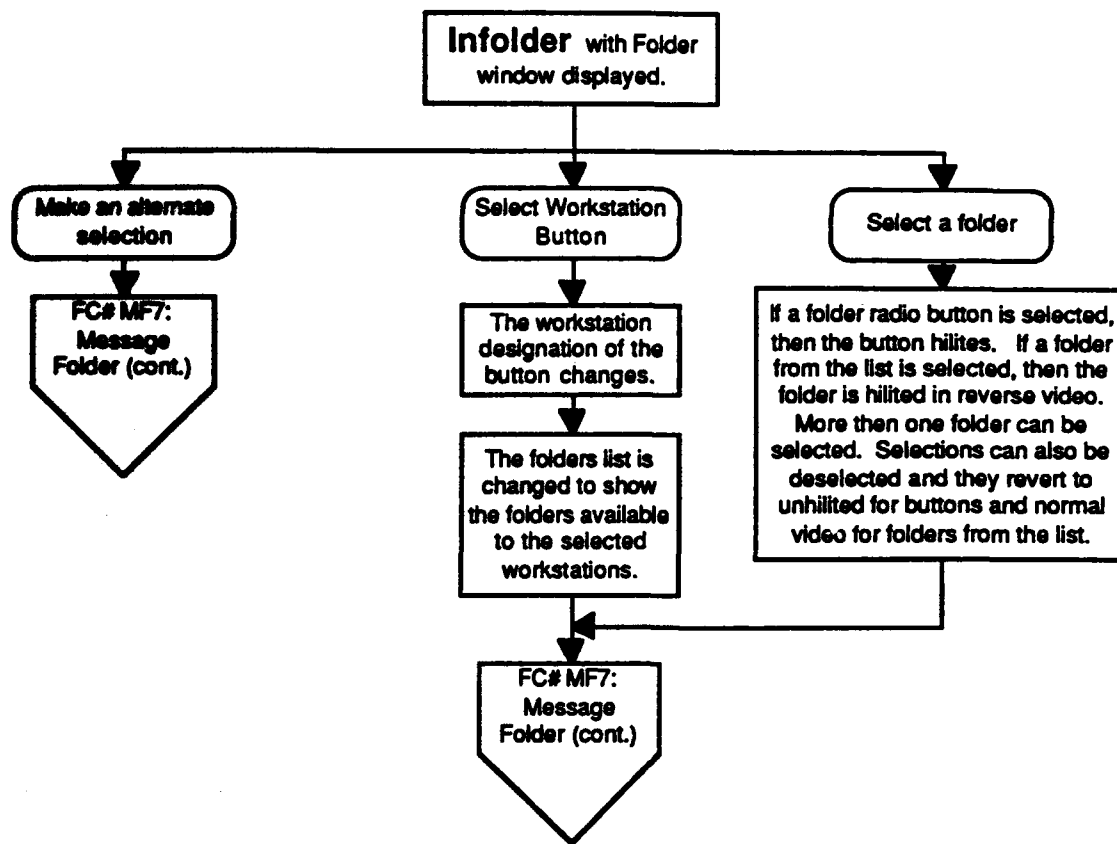 Infolder with Folder
window displayed.
Make an alternate
selection
Select Workstation
Button
Select a folder
FC# MF7:
Message
Folder (cont.)
The workstation
designation of the
button changes.
If a folder radio button is selected,
then the button hilites. If a folder
from the list is selected, then the
folder is hilited in reverse video.
More then one folder can be
selected. Selections can also be
deselected and they revert to
unhilited for buttons and normal
video for folders from the list.
The folders list is
changed to show
the folders available
to the selected
workstations.
FC# MF7:
Message
Folder (cont.)